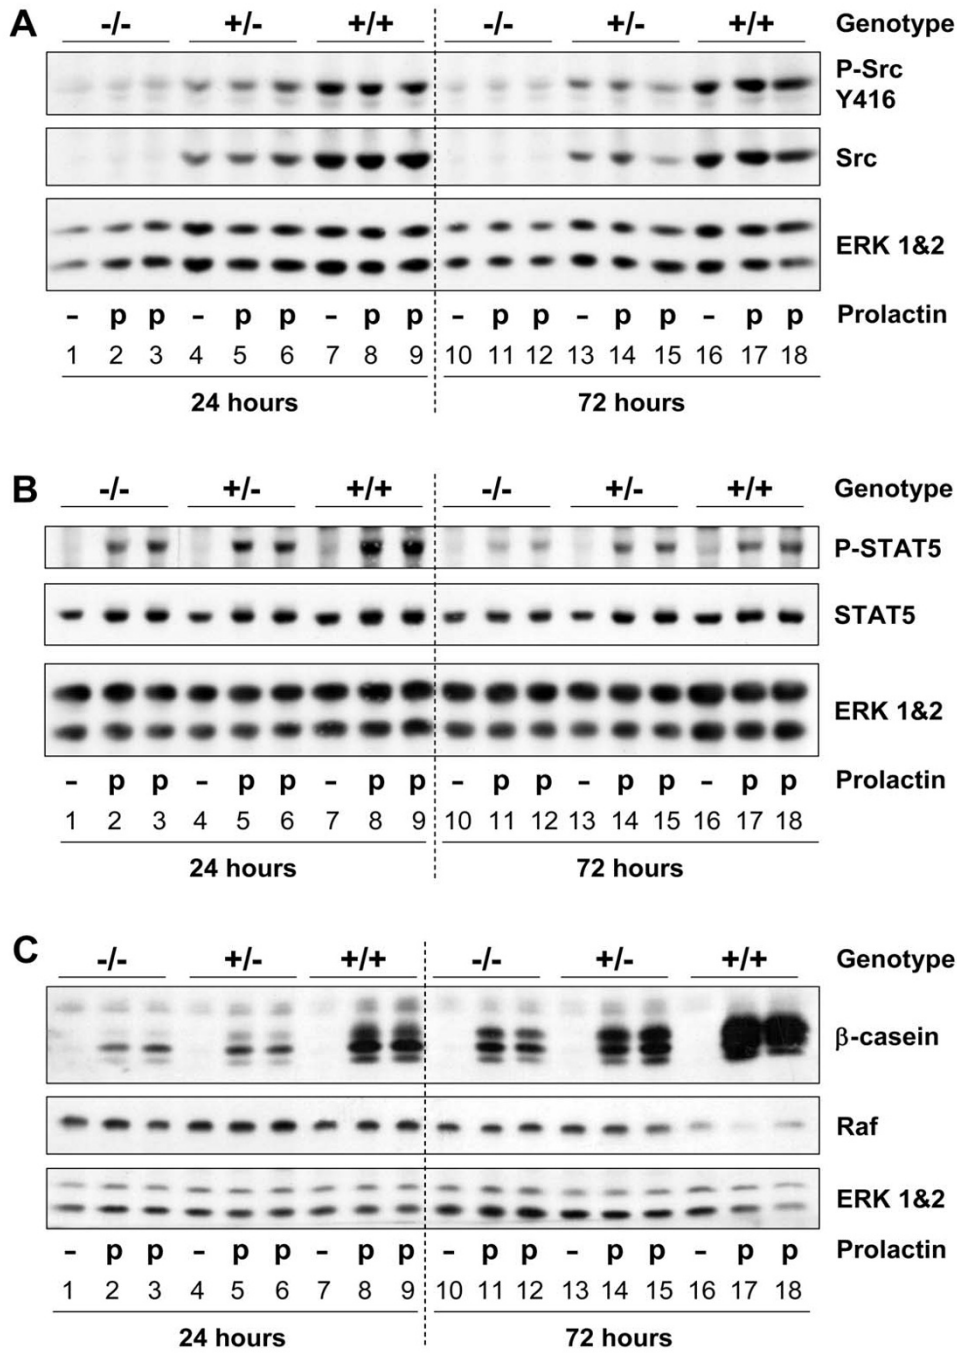 A -/- +/- +/+ -/- +/- +/+ Genotype
P-Src
Y416
Src
ERK 1&2
- p p - p p - p p - p p - p p - p p Prolactin
1 2 3 4 5 6 7 8 9 10 11 12 13 14 15 16 17 18
24 hours 72 hours
B -/- +/- +/+ -/- +/- +/+ Genotype
P-STAT5
STAT5
ERK 1&2
- p p - p p - p p - p p - p p - p p Prolactin
1 2 3 4 5 6 7 8 9 10 11 12 13 14 15 16 17 18
24 hours 72 hours
C -/- +/- +/+ -/- +/- +/+ Genotype
β-casein
Raf
ERK 1&2
- p p - p p - p p - p p - p p - p p Prolactin
1 2 3 4 5 6 7 8 9 10 11 12 13 14 15 16 17 18
24 hours 72 hours